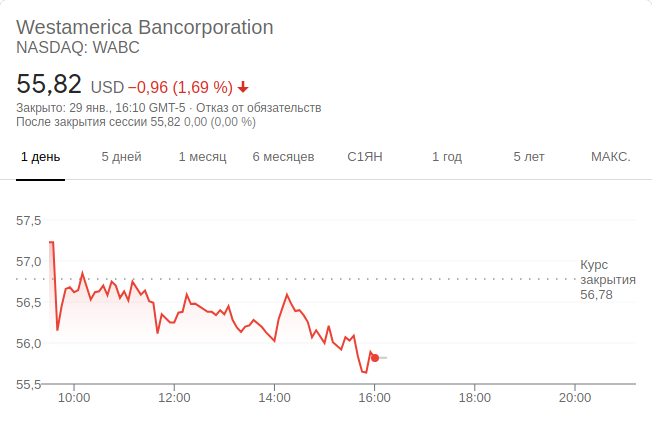 Westamerica Bancorporation
NASDAQ: WABC
55,82 USD −0,96 (1,69 %)
Закрыто: 29 янв., 16:10 GMT-5 · Отказ от обязательств
После закрытия сессии 55,82 0,00 (0,00 %)
1 день 5 дней 1 месяц 6 месяцев С1ЯН 1 год 5 лет МАКС.
57,5
57,0
56,5
56,0
55,5
Курс
закрытия
56,78
10:00 12:00 14:00 16:00 18:00 20:00